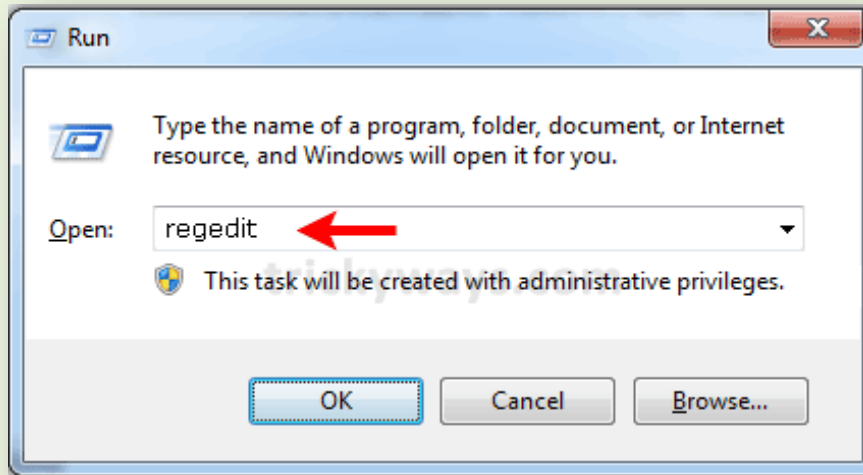 Run
Type the name of a program, folder, document, or Internet
resource, and Windows will open it for you.
Open: regedit
This task will be created with administrative privileges.
trickyways.com
OK Cancel Browse...